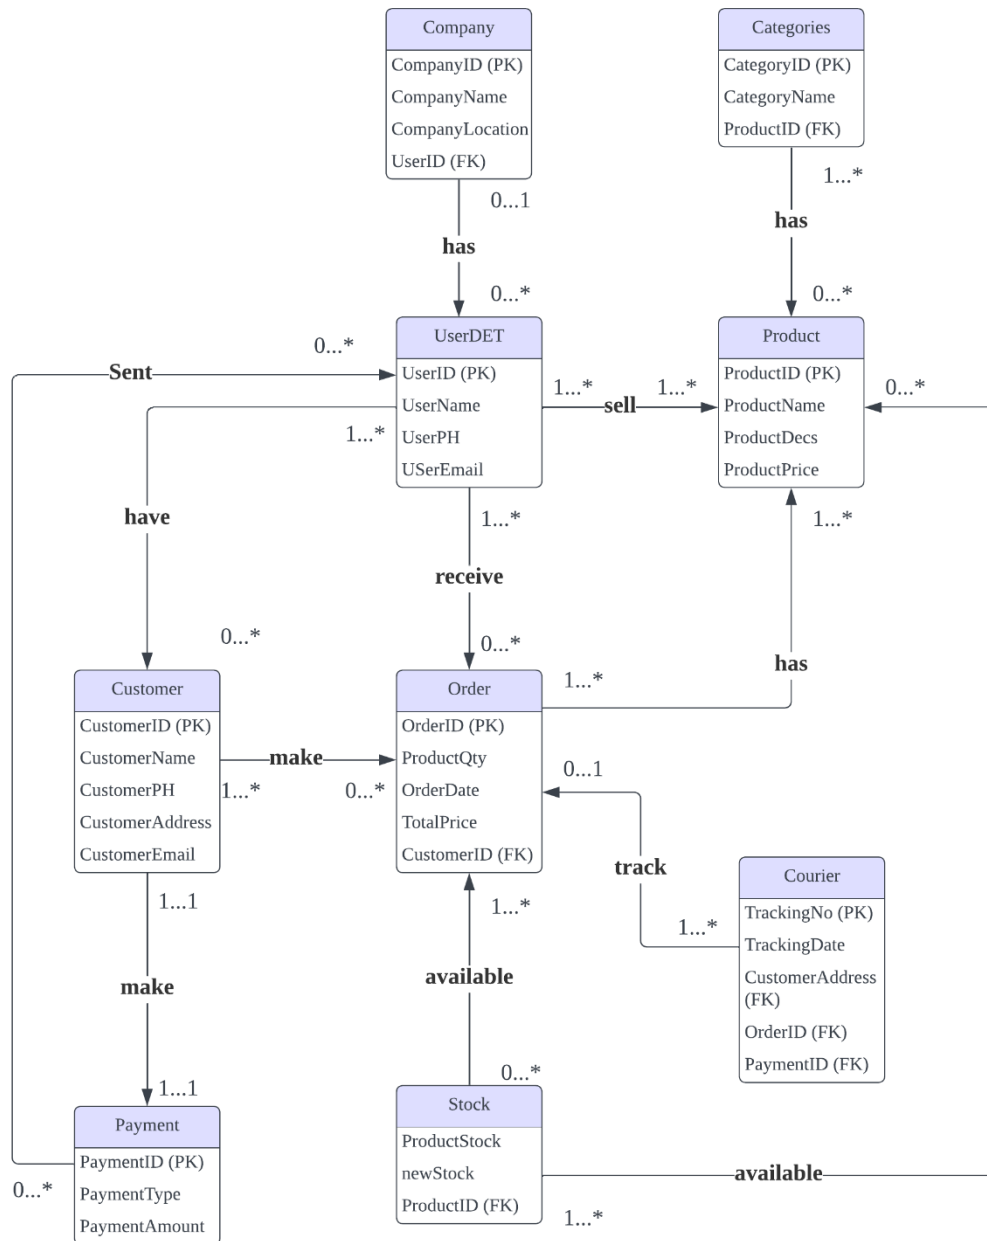 Company
CompanyID (PK)
CompanyName
CompanyLocation
UserID (FK)
Categories
CategoryID (PK)
CategoryName
ProductID (FK)
0...1
has
0...*
1...*
has
0...*
UserDET
UserID (PK)
UserName
UserPH
USerEmail
Product
ProductID (PK)
ProductName
ProductDecs
ProductPrice
0...*
Sent
1...*
sell
1...*
0...*
1...*
have
0...*
1...*
receive
0...*
1...*
has
1...*
Customer
CustomerID (PK)
CustomerName
CustomerPH
CustomerAddress
CustomerEmail
make
1...*
0...*
Order
OrderID (PK)
ProductQty
OrderDate
TotalPrice
CustomerID (FK)
0...1
track
1...*
Courier
TrackingNo (PK)
TrackingDate
CustomerAddress
(FK)
OrderID (FK)
PaymentID (FK)
1...1
make
1...1
1...*
available
0...*
Payment
PaymentID (PK)
PaymentType
PaymentAmount
0...*
Stock
ProductStock
newStock
ProductID (FK)
available
1...*